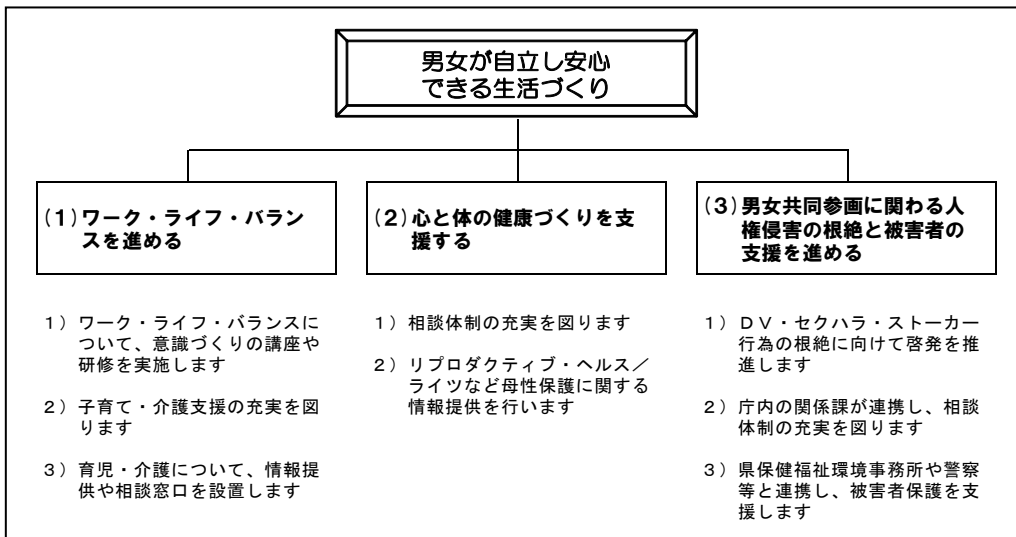 男女が自立し安心
できる生活づくり
(1)ワーク・ライフ・バラン
スを進める
1）ワーク・ライフ・バランスに
ついて、意識づくりの講座や
研修を実施します
2）子育て・介護支援の充実を図
ります
3）育児・介護について、情報提
供や相談窓口を設置します
(2)心と体の健康づくりを支
援する
1）相談体制の充実を図ります
2）リプロダクティブ・ヘルス／
ライツなど母性保護に関する
情報提供を行います
(3)男女共同参画に関わる人
権侵害の根絶と被害者の
支援を進める
1）ＤＶ・セクハラ・ストーカー
行為の根絶に向けて啓発を推
進します
2）庁内の関係課が連携し、相談
体制の充実を図ります
3）県保健福祉環境事務所や警察
等と連携し、被害者保護を支
援します